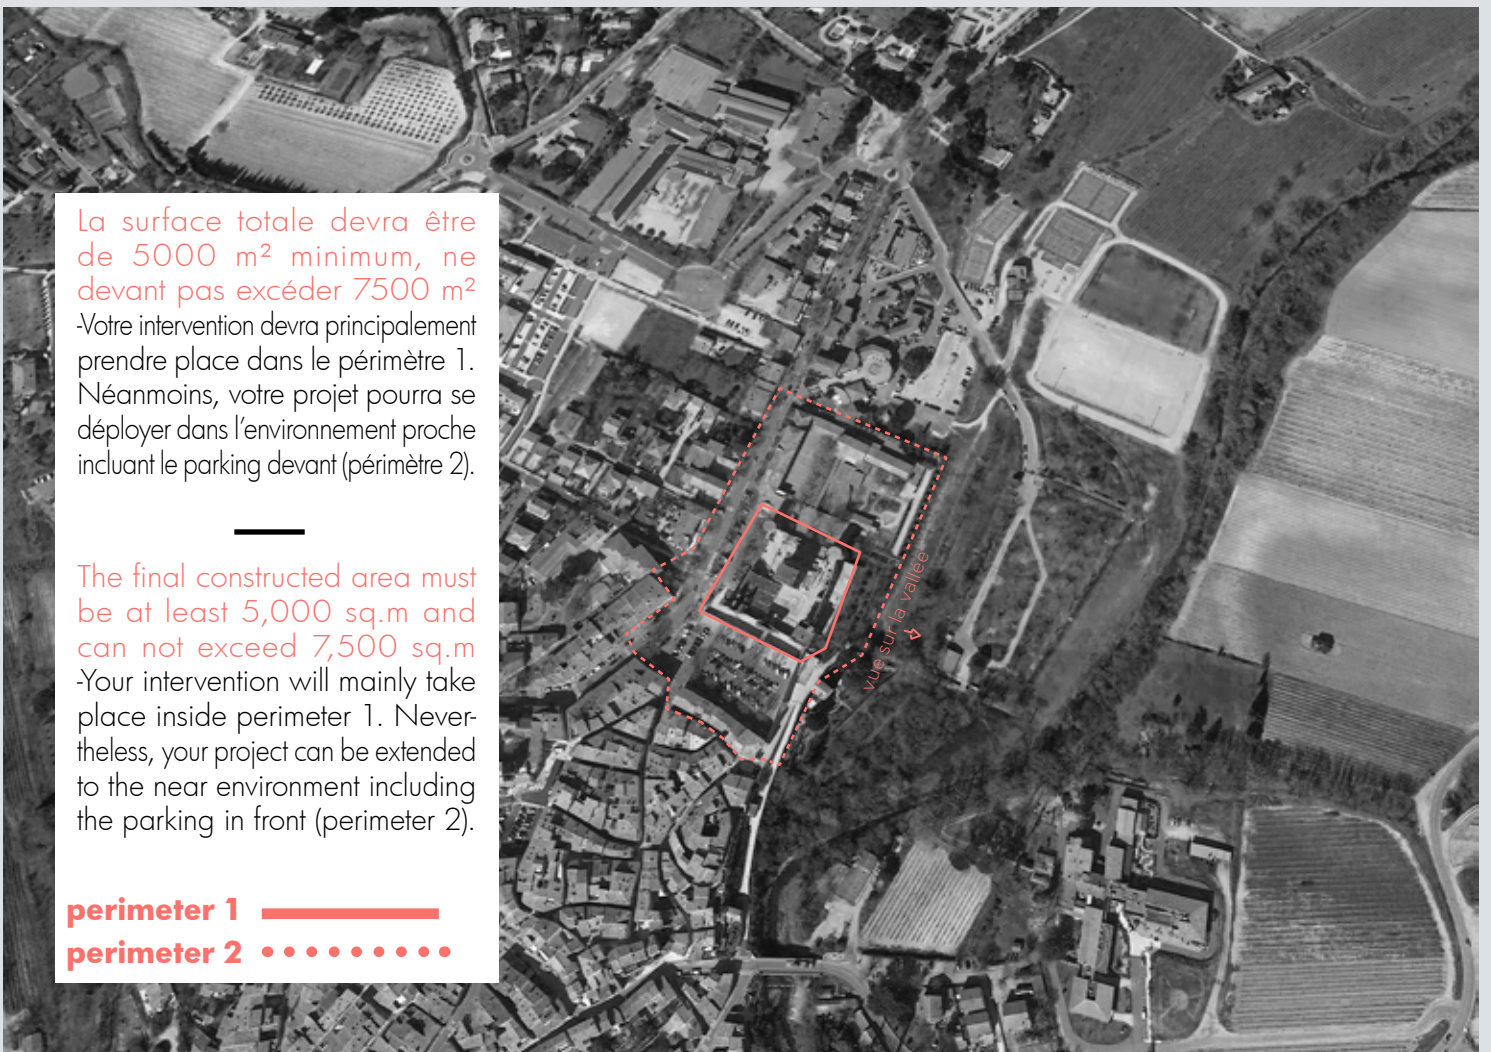 La surface totale devra être
de 5000 m² minimum, ne
devant pas excéder 7500 m²
-Votre intervention devra principalement
prendre place dans le périmètre 1.
Néanmoins, votre projet pourra se
déployer dans l'environnement proche
incluant le parking devant (périmètre 2).
The final constructed area must
be at least 5,000 sq.m and
can not exceed 7,500 sq.m
-Your intervention will mainly take
place inside perimeter 1. Never-
theless, your project can be extended
to the near environment including
the parking in front (perimeter 2).
perimeter 1
perimeter 2
vue sur la vallée